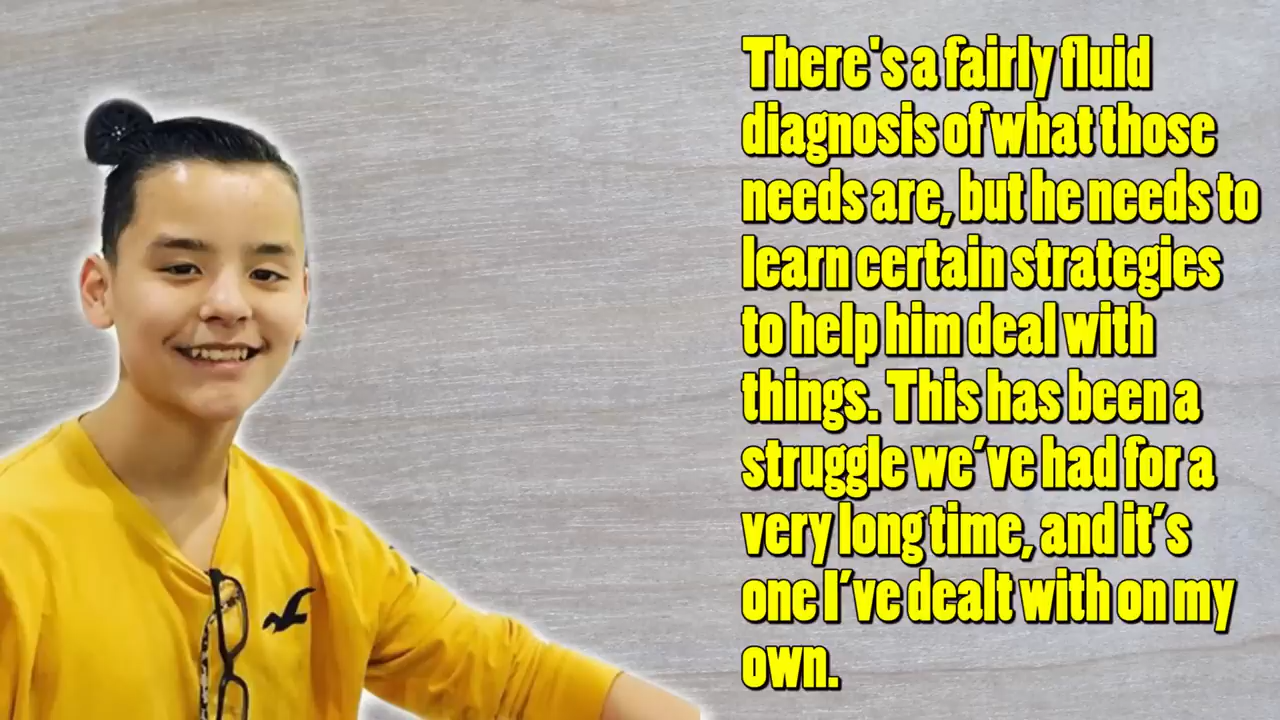 There's a fairly fluid
diagnosis of what those
needs are, but he needs to
learn certain strategies
to help him deal with
things. This has been a
struggle we've had for a
very long time, and it's
one I've dealt with on my
own.